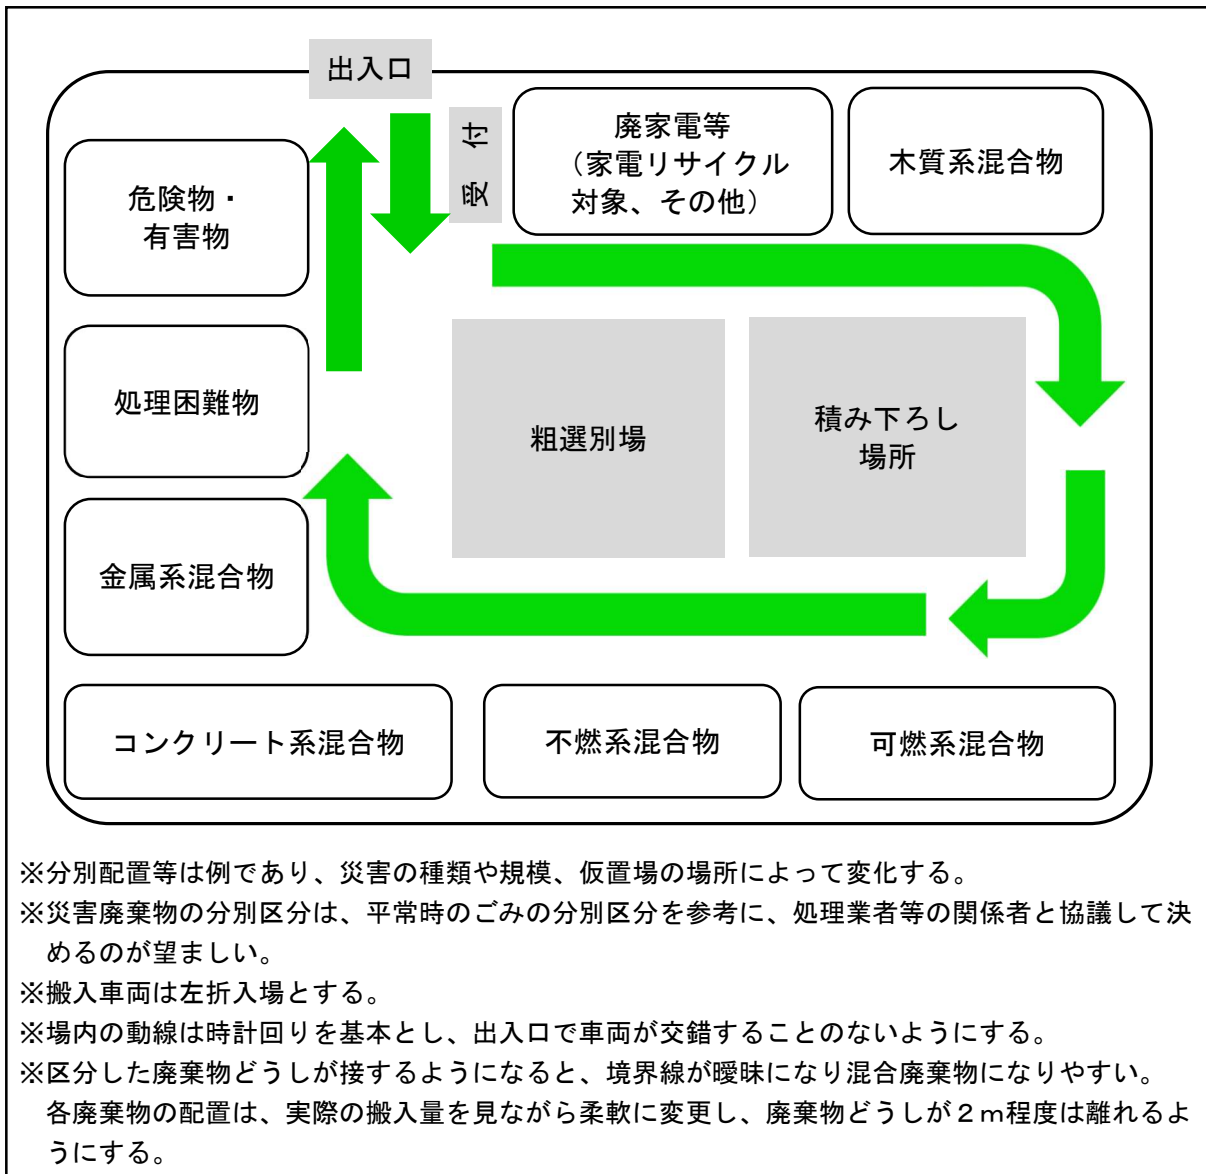 出入口
受付
廃家電等
（家電リサイクル
対象、その他）
木質系混合物
危険物・
有害物
処理困難物
粗選別場
積み下ろし
場所
金属系混合物
コンクリート系混合物
不燃系混合物
可燃系混合物
※分別配置等は例であり、災害の種類や規模、仮置場の場所によって変化する。
※災害廃棄物の分別区分は、平常時のごみの分別区分を参考に、処理業者等の関係者と協議して決
めるのが望ましい。
※搬入車両は左折入場とする。
※場内の動線は時計回りを基本とし、出入口で車両が交錯することのないようにする。
※区分した廃棄物どうしが接するようになると、境界線が曖昧になり混合廃棄物になりやすい。
各廃棄物の配置は、実際の搬入量を見ながら柔軟に変更し、廃棄物どうしが２ｍ程度は離れるよ
うにする。